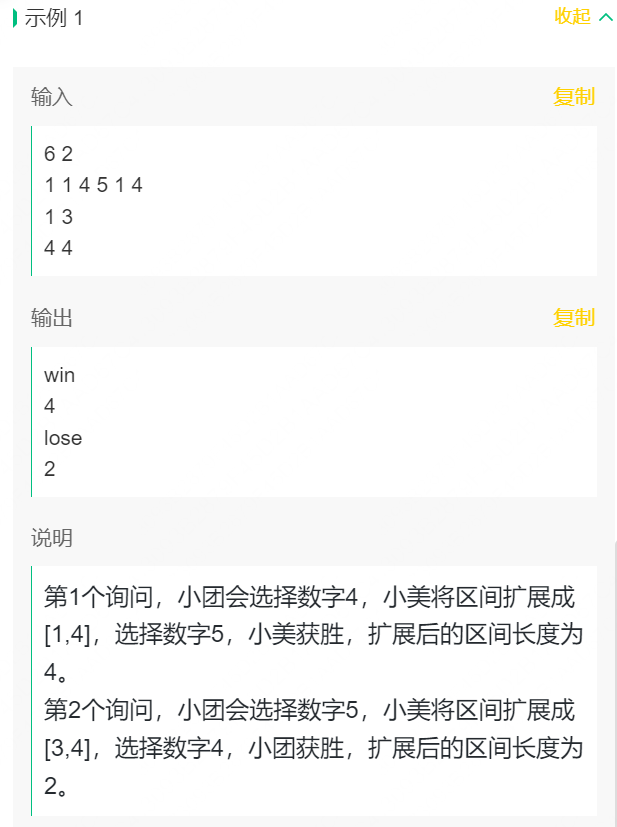 示例 1
收起
输入
复制
6 2
1 1 4 5 1 4
1 3
4 4
输出
复制
win
4
lose
2
说明
第1个询问，小团会选择数字4，小美将区间扩展成
[1,4]，选择数字5，小美获胜，扩展后的区间长度为
4。
第2个询问，小团会选择数字5，小美将区间扩展成
[3,4]，选择数字4，小团获胜，扩展后的区间长度为
2。